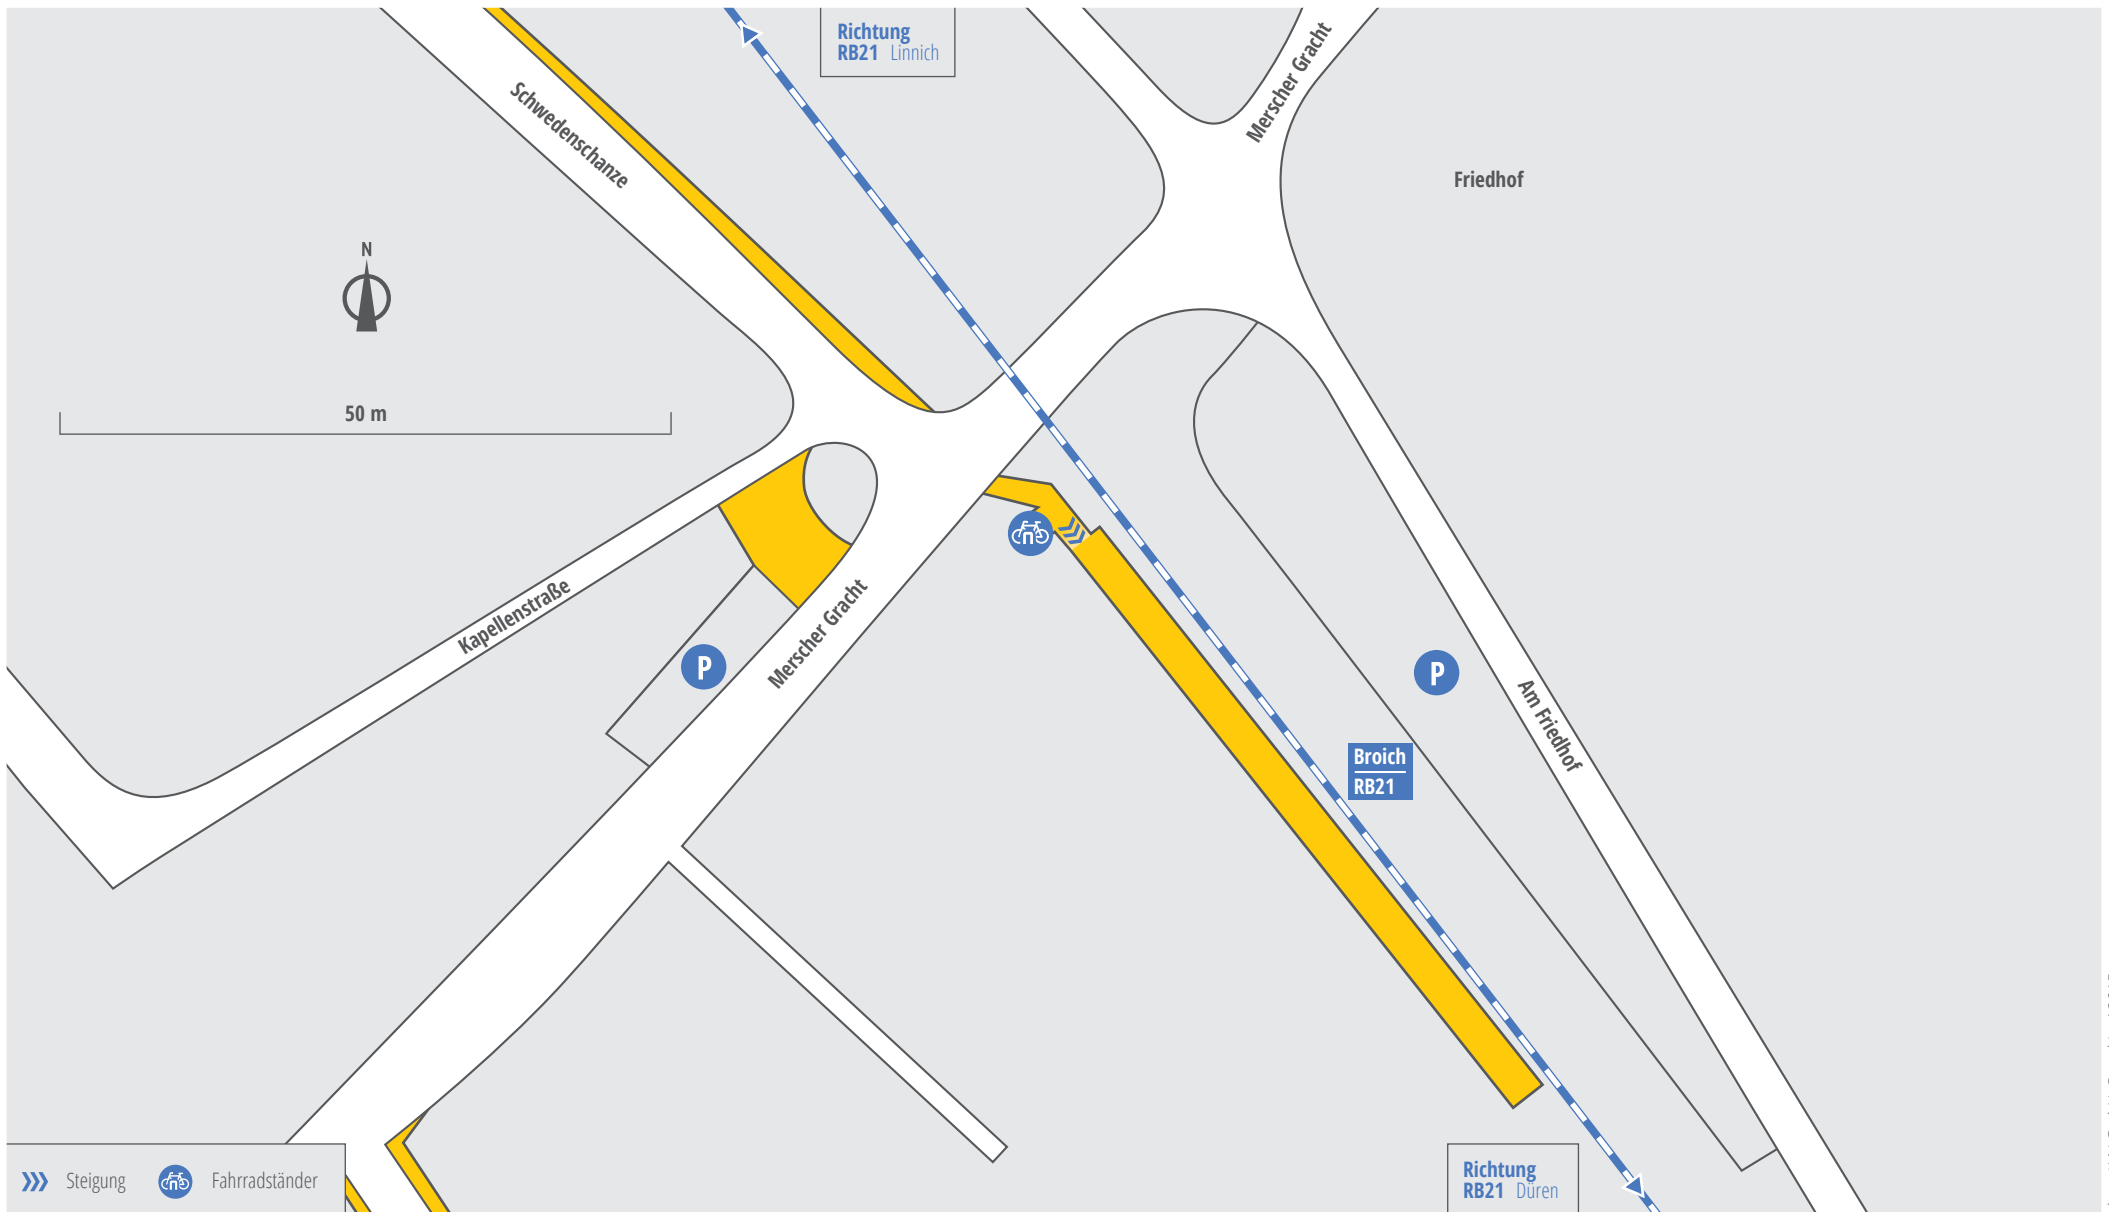 Richtung
RB21 Linnich
Merscher Gracht
Schwedenschanze
Friedhof
N
50 m
Kapellenstraße
Merscher Gracht
P
P
Am Friedhof
Broich
RB21
Richtung
RB21 Düren
Steigung
Fahrradständer